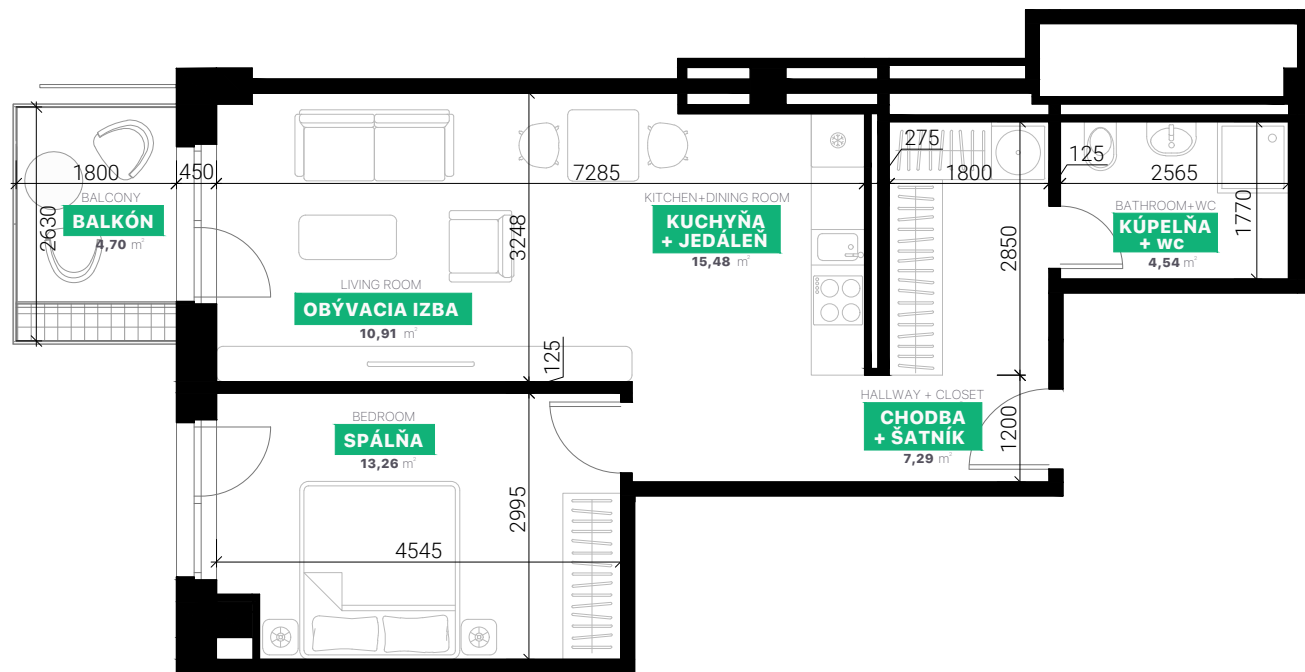 1800
450
7285
275
1800
125
2565
BALCONY
BALKÓN
4,70 m²
2630
3248
KITCHEN+DINING ROOM
KUCHYŇA
+ JEDÁLEŇ
15,48 m²
2850
BATHROOM+WC
KÚPELŇA
+ WC
4,54 m²
1770
LIVING ROOM
OBÝVACIA IZBA
10,91 m²
125
HALLWAY + CLOSET
CHODBA
+ ŠATNÍK
7,29 m²
1200
BEDROOM
SPÁLŇA
13,26 m²
2995
4545